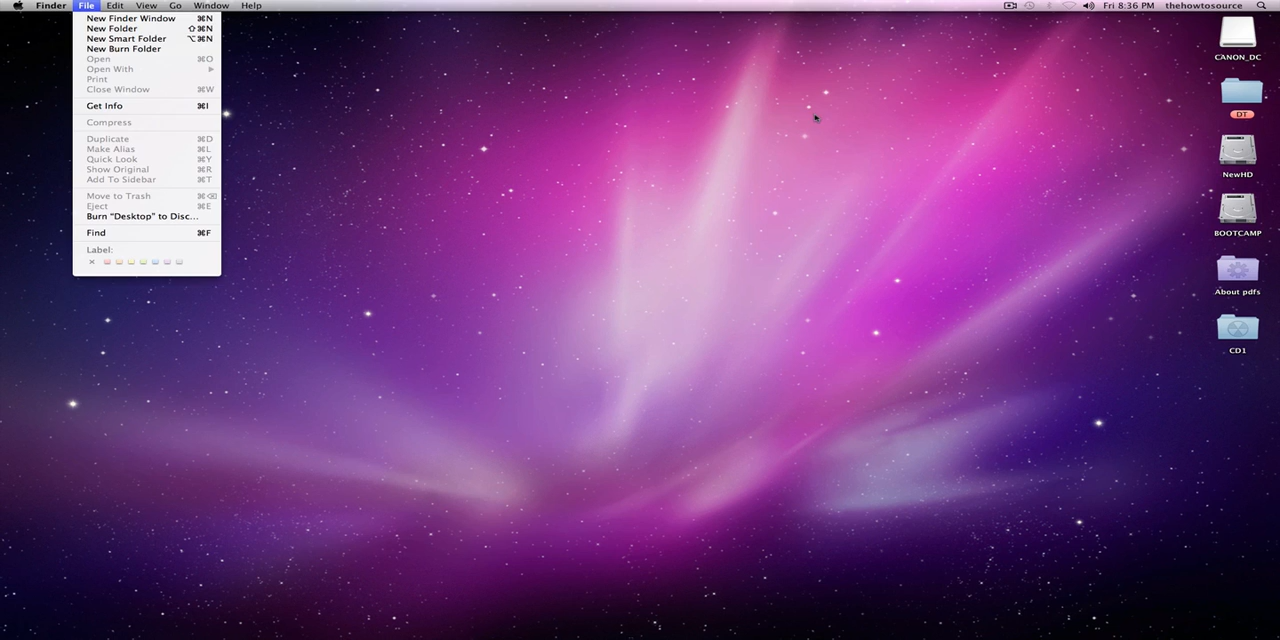 Finder File Edit View Go Window Help Fri 8:36 PM thehowtosource
New Finder Window ⌘N
New Folder ⇧⌘N
New Smart Folder ⌥⌘N
New Burn Folder
Open ⌘O
Open With ▶
Print
Close Window ⌘W
Get Info ⌘I
Compress
Duplicate ⌘D
Make Alias ⌘L
Quick Look ⌘Y
Show Original ⌘R
Add To Sidebar ⌘T
Move to Trash ⌘⌫
Eject ⌘E
Burn “Desktop” to Disc...
Find ⌘F
Label:
CANON_DC
DT
NewHD
BOOTCAMP
About pdfs
CD1